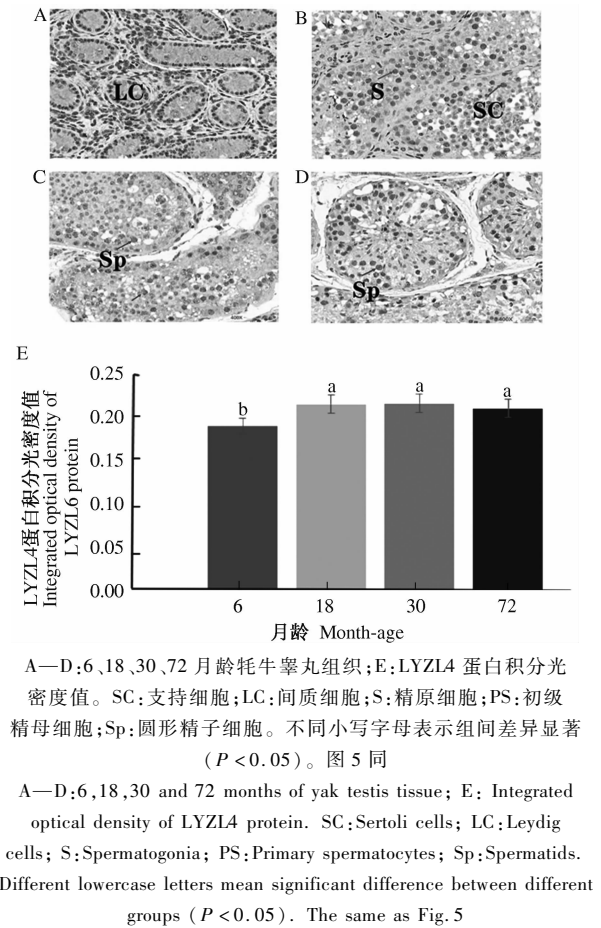 A
B
LC
S
SC
C
D
Sp
Sp
400X
E
LYZL4蛋白积分光密度值
Integrated optical density of
LYZL6 protein
0.25
0.20
0.15
0.10
0.05
0.00
b
a
a
a
6 18 30 72
月龄 Month-age
A—D:6、18、30、72 月龄牦牛睾丸组织;E:LYZL4 蛋白积分光
密度值。SC:支持细胞;LC:间质细胞;S:精原细胞;PS:初级
精母细胞;Sp:圆形精子细胞。不同小写字母表示组间差异显著
(P<0.05)。图 5 同
A—D:6,18,30 and 72 months of yak testis tissue; E: Integrated
optical density of LYZL4 protein. SC:Sertoli cells; LC:Leydig
cells; S:Spermatogonia; PS:Primary spermatocytes; Sp:Spermatids.
Different lowercase letters mean significant difference between different
groups (P<0.05). The same as Fig. 5